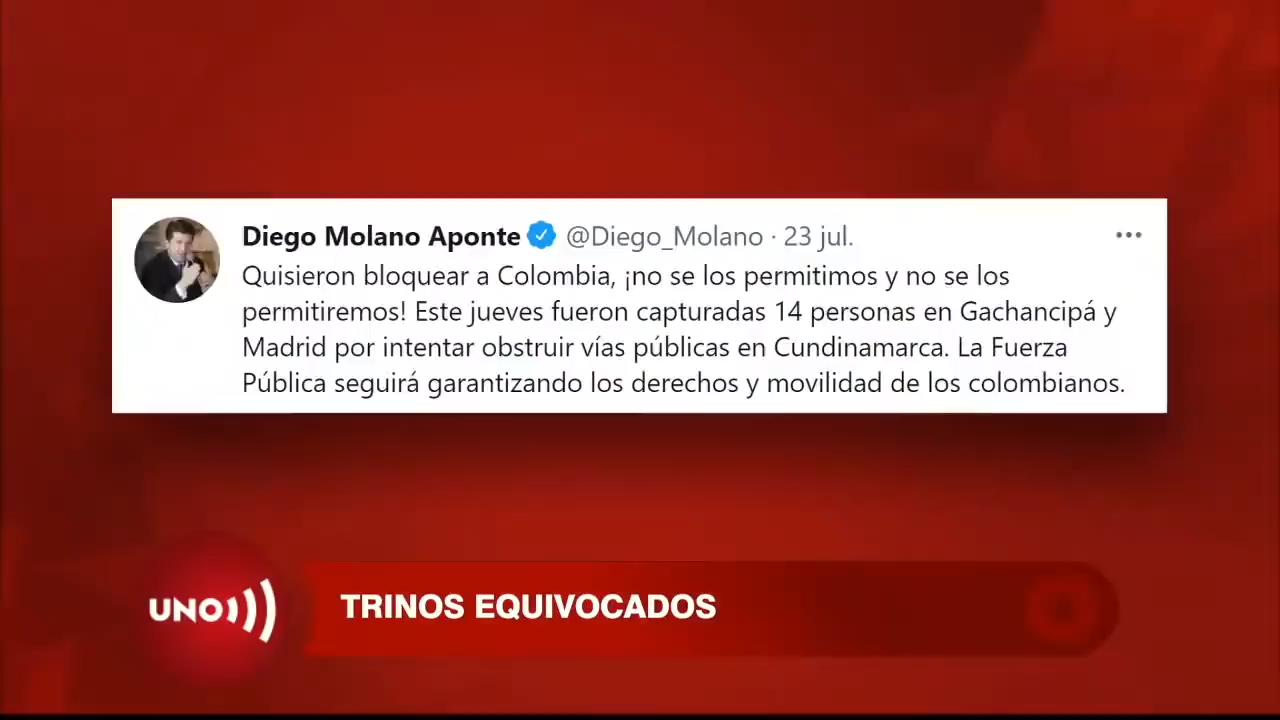 Diego Molano Aponte @Diego_Molano · 23 jul.
Quisieron bloquear a Colombia, ¡no se los permitimos y no se los
permitiremos! Este jueves fueron capturadas 14 personas en Gachancipá y
Madrid por intentar obstruir vías públicas en Cundinamarca. La Fuerza
Pública seguirá garantizando los derechos y movilidad de los colombianos.
UNO
TRINOS EQUIVOCADOS